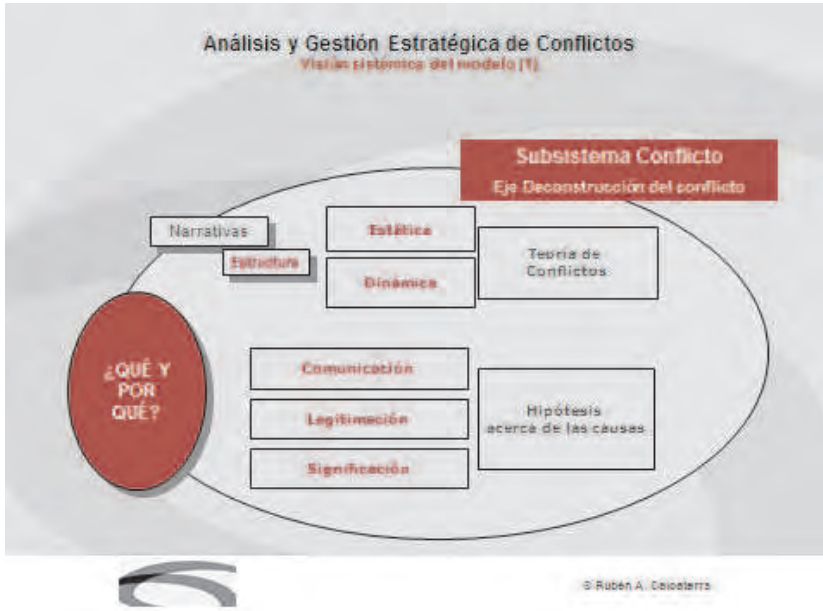 Análisis y Gestión Estratégica de Conflictos
Visión sistémica del modelo (1)
Subsistema Conflicto
Eje Deconstrucción del conflicto
Narrativas
Estructura
Estática
Dinámica
Teoría de
Conflictos
¿QUÉ Y
POR
QUÉ?
Comunicación
Legitimación
Significación
Hipótesis
acerca de las causas
© Rubén A. Calcaterra